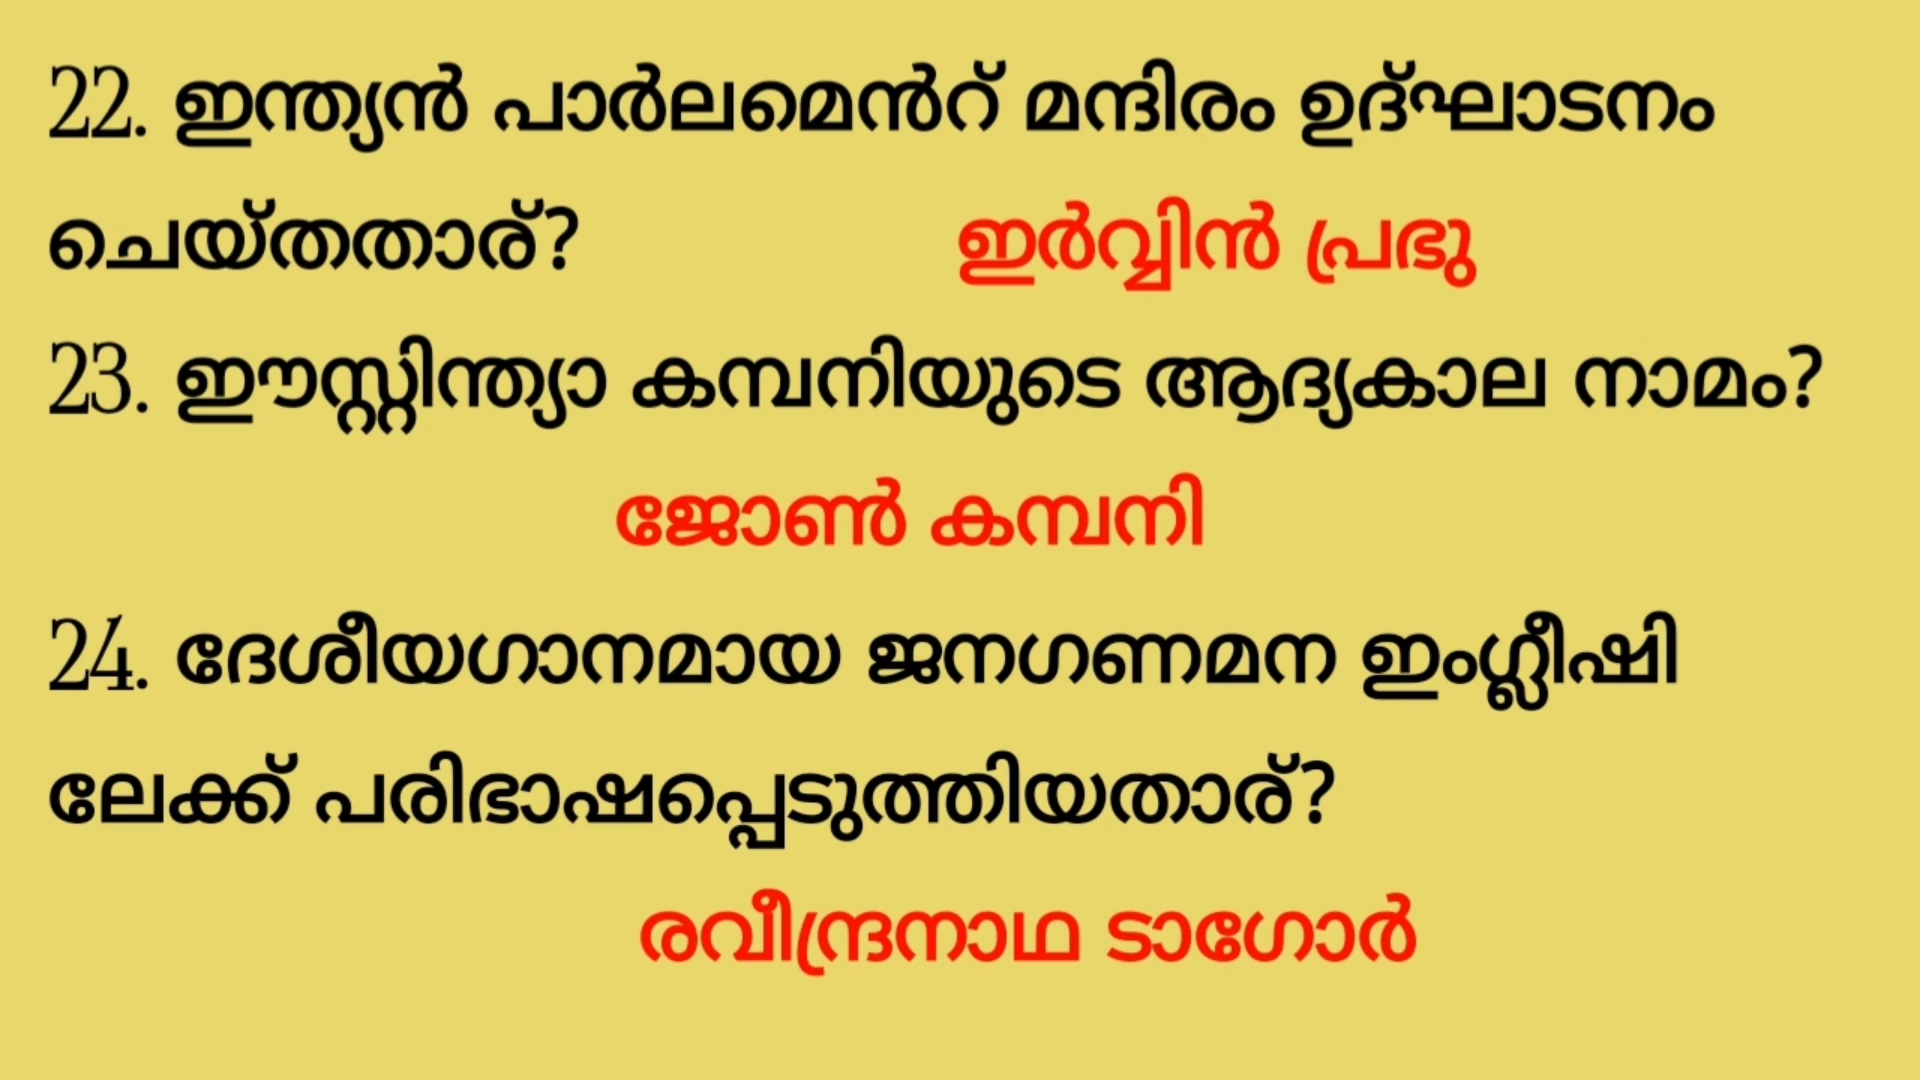 22. ഇന്ത്യൻ പാർലമെൻറ് മന്ദിരം ഉദ്ഘാടനം
ചെയ്തതാര്? ഇർവ്വിൻ പ്രഭു
23. ഈസ്റ്റിന്ത്യാ കമ്പനിയുടെ ആദ്യകാല നാമം?
ജോൺ കമ്പനി
24. ദേശീയഗാനമായ ജനഗണമന ഇംഗ്ലീഷി
ലേക്ക് പരിഭാഷപ്പെടുത്തിയതാര്?
രവീന്ദ്രനാഥ ടാഗോർ